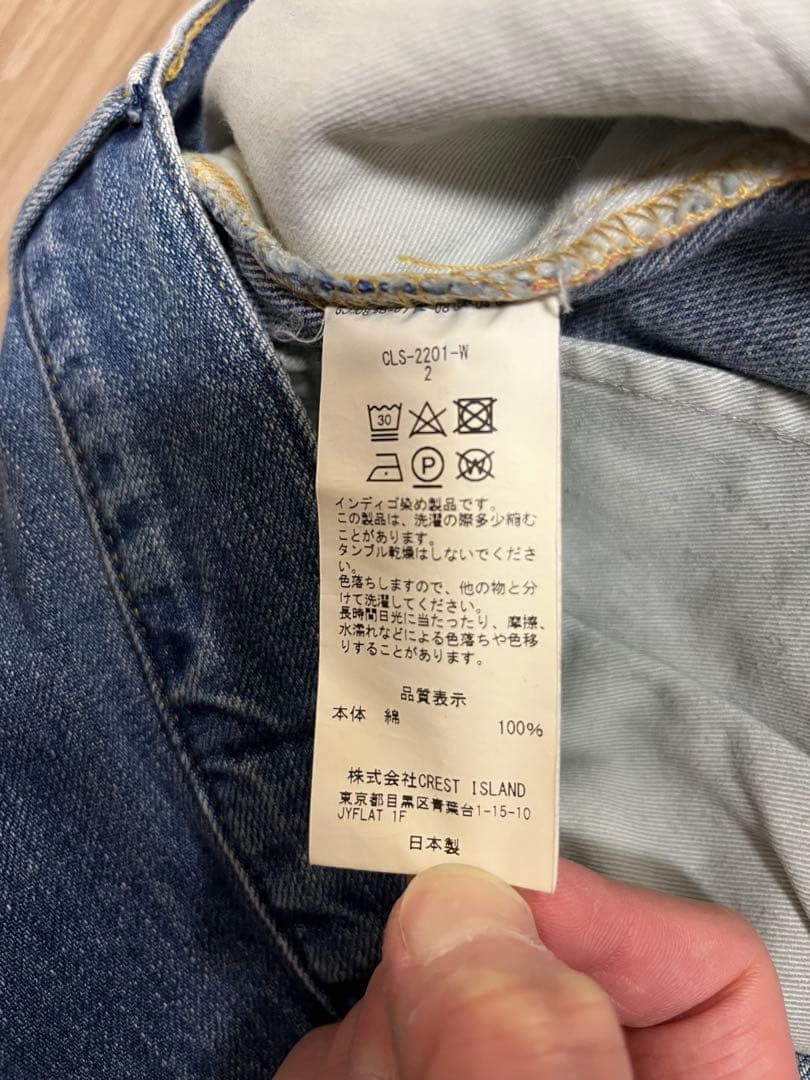 CLS-2201-W
2
30
P
W
インディゴ染め製品です。
この製品は、洗濯の際多少縮む
ことがあります。
タンブル乾燥はしないでくださ
い。
色落ちしますので、他の物と分
けて洗濯してください。
長時間日光に当たったり、摩擦、
水濡れなどによる色落ちや色移
りすることがあります。
品質表示
本体 綿 100%
株式会社CREST ISLAND
東京都目黒区青葉台1-15-10
JYFLAT 1F
日本製